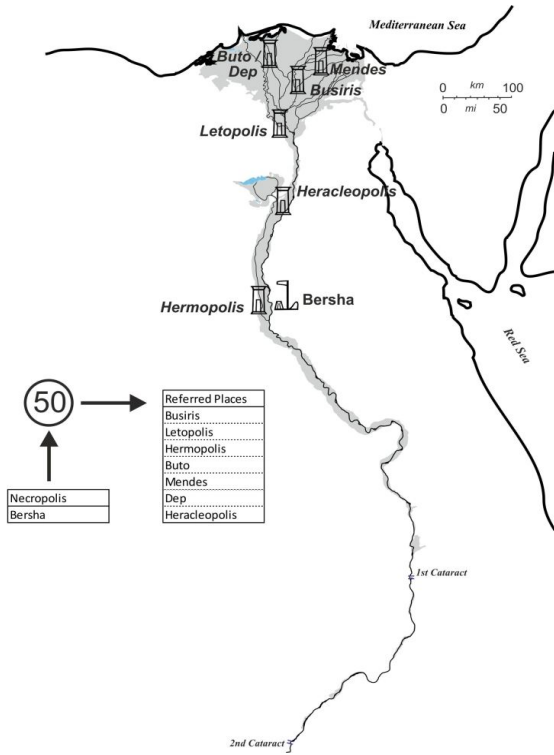 Mediterranean Sea
Buto /
Dep
Mendes
Busiris
km
0 100
mi
0 50
Letopolis
Heracleopolis
Hermopolis
Bersha
Red Sea
50
Referred Places
Busiris
Letopolis
Hermopolis
Buto
Mendes
Dep
Heracleopolis
Necropolis
Bersha
1st Cataract
2nd Cataract